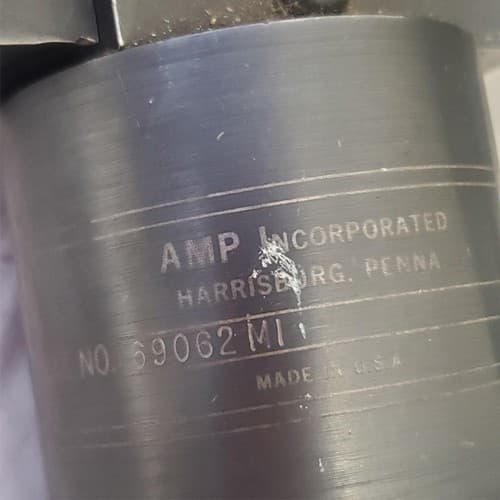 AMP INCORPORATED
HARRISBURG. PENNA
NO. 69062 MI
MADE IN U.S.A